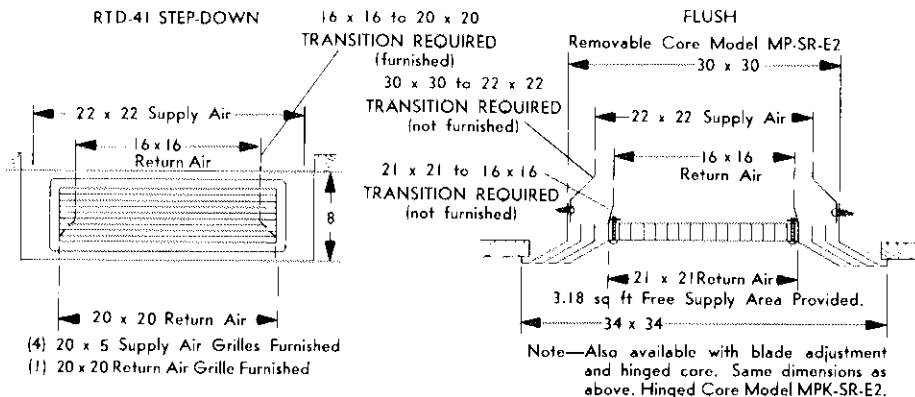 RTD-41 STEP-DOWN
16 x 16 to 20 x 20
TRANSITION REQUIRED
(furnished)
22 x 22 Supply Air
16 x 16
Return Air
8
20 x 20 Return Air
(4) 20 x 5 Supply Air Grilles Furnished
(1) 20 x 20 Return Air Grille Furnished
FLUSH
Removable Core Model MP-SR-E2
30 x 30
30 x 30 to 22 x 22
TRANSITION REQUIRED
(not furnished)
22 x 22 Supply Air
16 x 16
Return Air
21 x 21 to 16 x 16
TRANSITION REQUIRED
(not furnished)
21 x 21 Return Air
3.18 sq ft Free Supply Area Provided.
34 x 34
Note—Also available with blade adjustment
and hinged core. Same dimensions as
above. Hinged Core Model MPK-SR-E2.